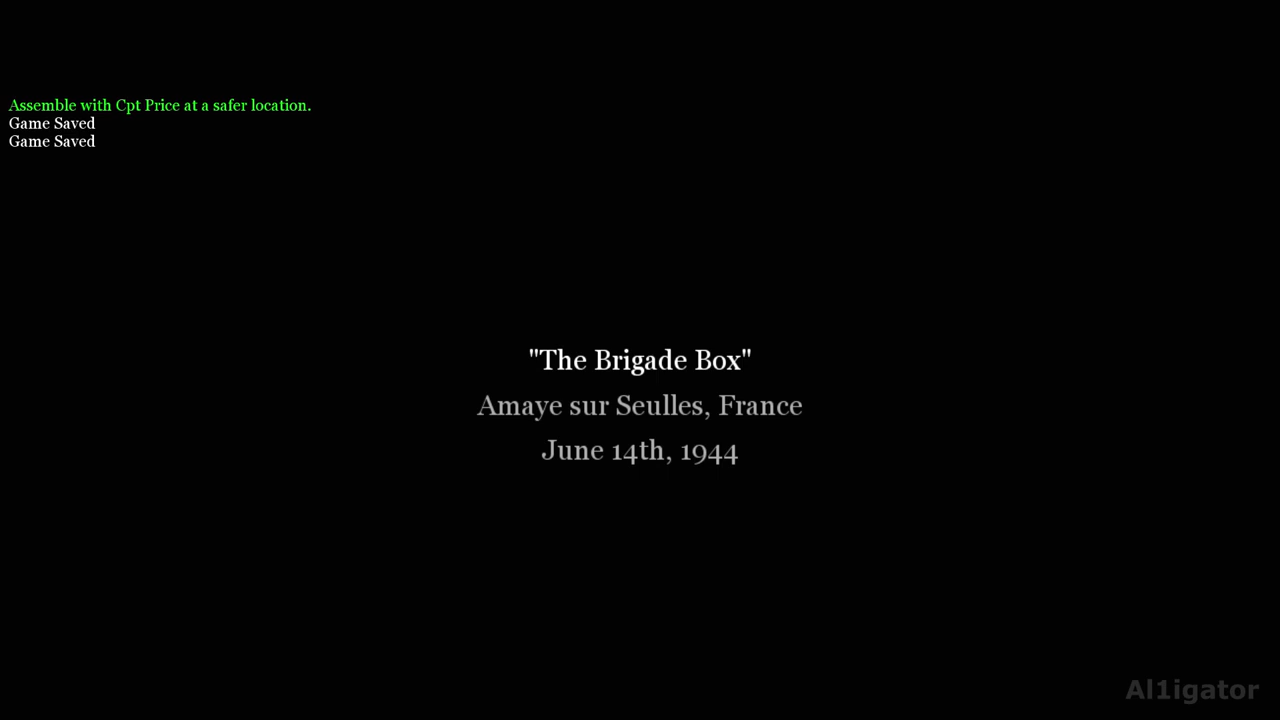 Assemble with Cpt Price at a safer location.
Game Saved
Game Saved
"The Brigade Box"
Amaye sur Seulles, France
June 14th, 1944
Al1igator